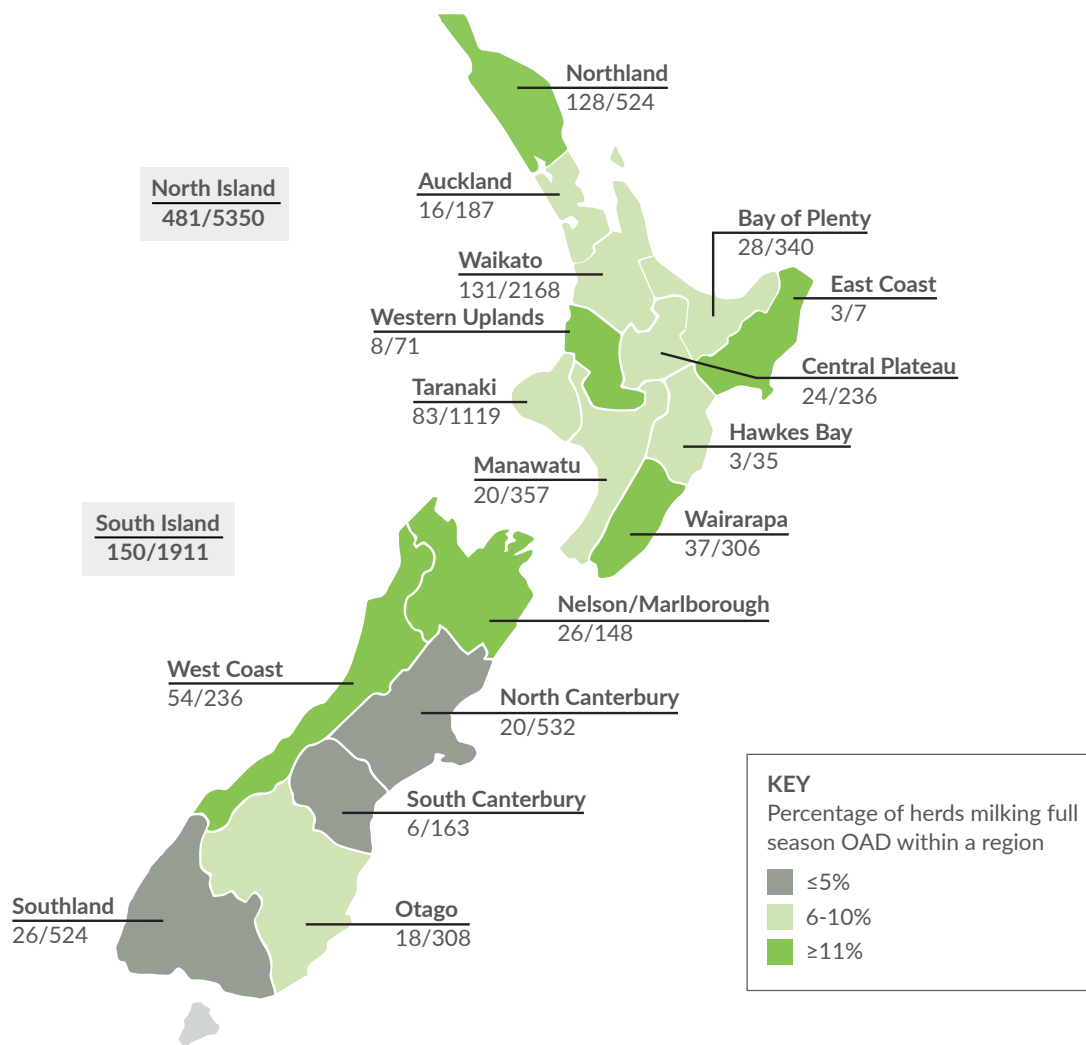 Northland
128/524
Auckland
16/187
North Island
481/5350
Bay of Plenty
28/340
Waikato
131/2168
East Coast
3/7
Western Uplands
8/71
Central Plateau
24/236
Taranaki
83/1119
Hawkes Bay
3/35
Manawatu
20/357
South Island
150/1911
Wairarapa
37/306
Nelson/Marlborough
26/148
West Coast
54/236
North Canterbury
20/532
South Canterbury
6/163
Southland
26/524
Otago
18/308
KEY
Percentage of herds milking full
season OAD within a region
≤5%
6-10%
≥11%